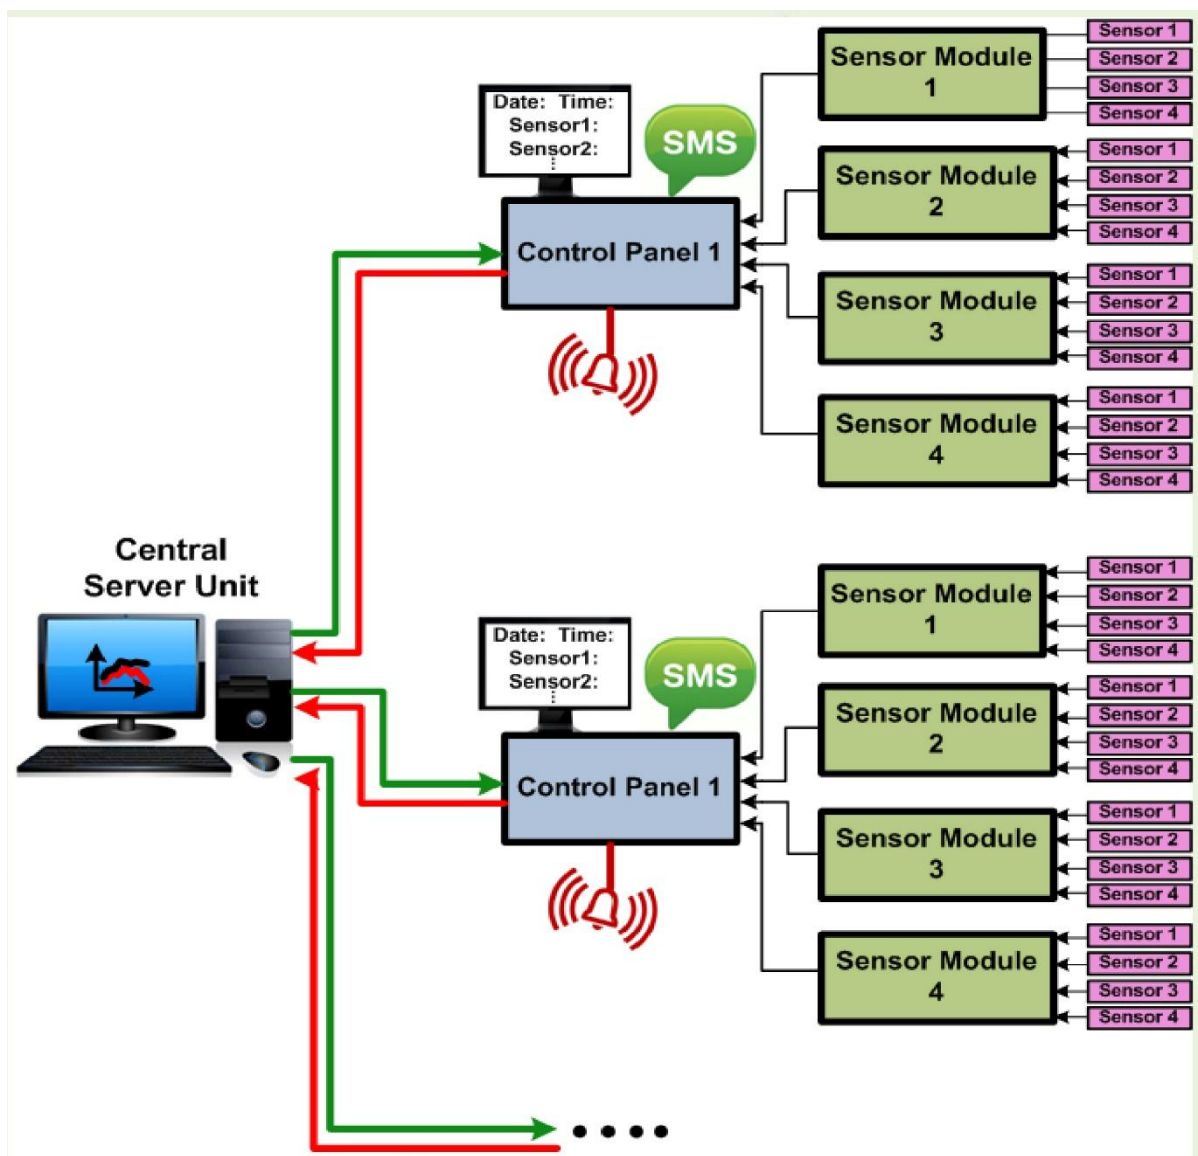 Sensor Module
1
Sensor 1
Sensor 2
Sensor 3
Sensor 4
Date: Time:
Sensor1:
Sensor2:
SMS
Control Panel 1
Sensor Module
2
Sensor 1
Sensor 2
Sensor 3
Sensor 4
Sensor Module
3
Sensor 1
Sensor 2
Sensor 3
Sensor 4
Sensor Module
4
Sensor 1
Sensor 2
Sensor 3
Sensor 4
Central
Server Unit
Sensor Module
1
Sensor 1
Sensor 2
Sensor 3
Sensor 4
Date: Time:
Sensor1:
Sensor2:
SMS
Control Panel 1
Sensor Module
2
Sensor 1
Sensor 2
Sensor 3
Sensor 4
Sensor Module
3
Sensor 1
Sensor 2
Sensor 3
Sensor 4
Sensor Module
4
Sensor 1
Sensor 2
Sensor 3
Sensor 4